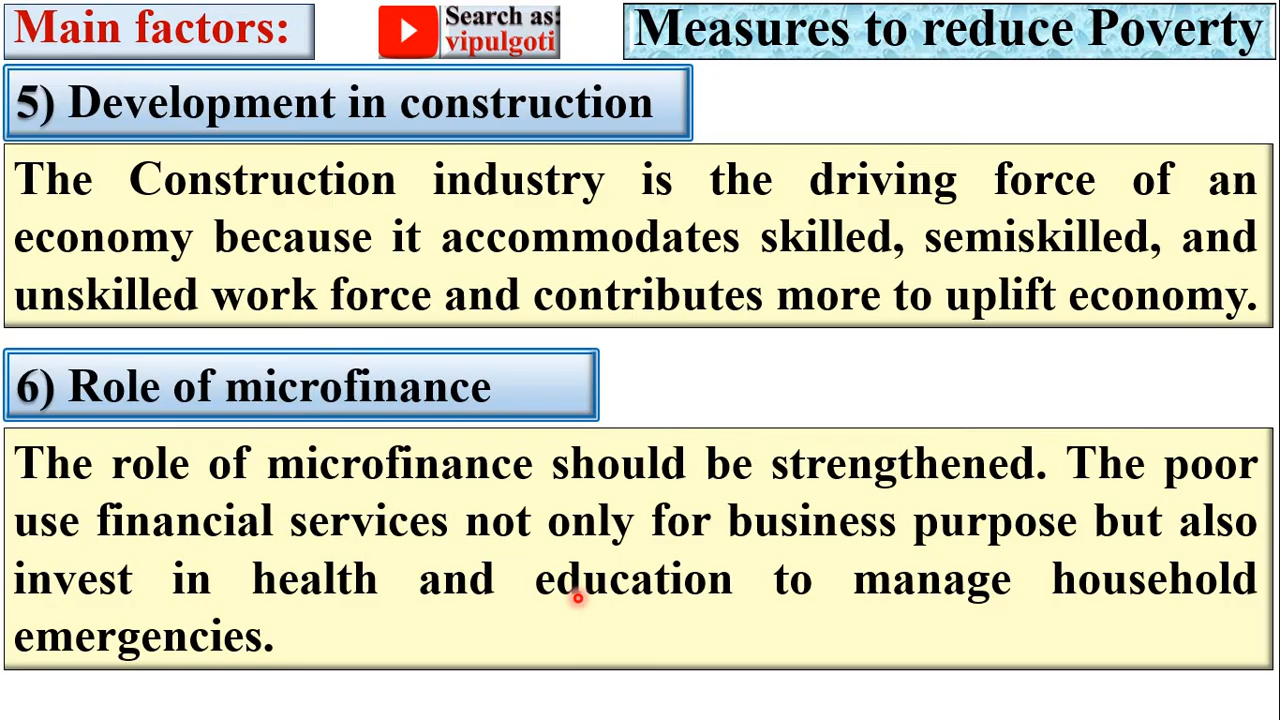 Main factors:
Search as:
vipulgoti
Measures to reduce Poverty
5) Development in construction
The Construction industry is the driving force of an
economy because it accommodates skilled, semiskilled, and
unskilled work force and contributes more to uplift economy.
6) Role of microfinance
The role of microfinance should be strengthened. The poor
use financial services not only for business purpose but also
invest in health and education to manage household
emergencies.